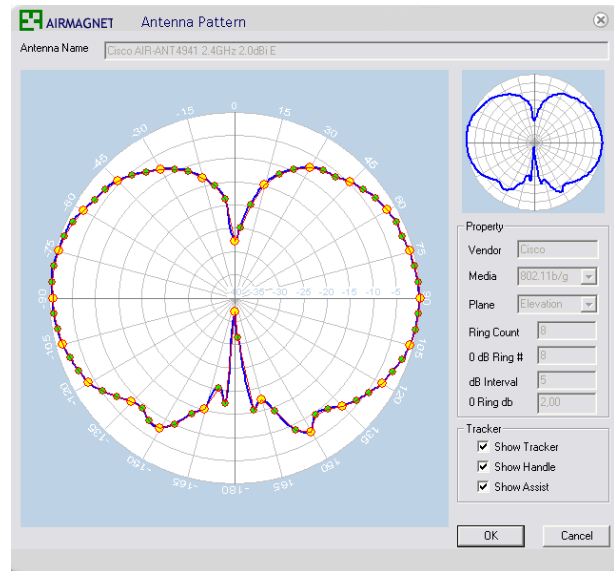 AIRMAGNET Antenna Pattern
Antenna Name Cisco AIR-ANT4941 2.4GHz 2.0dBi E
0
-15 15
-30 30
-45 45
-60 60
-75 75
-90 -40 -35 -30 -25 -20 -15 -10 -5 90
-105 105
-120 120
-135 135
-150 150
-165 165
-180
Property
Vendor Cisco
Media 802.11b/g
Plane Elevation
Ring Count 8
0 dB Ring # 8
dB Interval 5
0 Ring db 2,00
Tracker
Show Tracker
Show Handle
Show Assist
OK Cancel